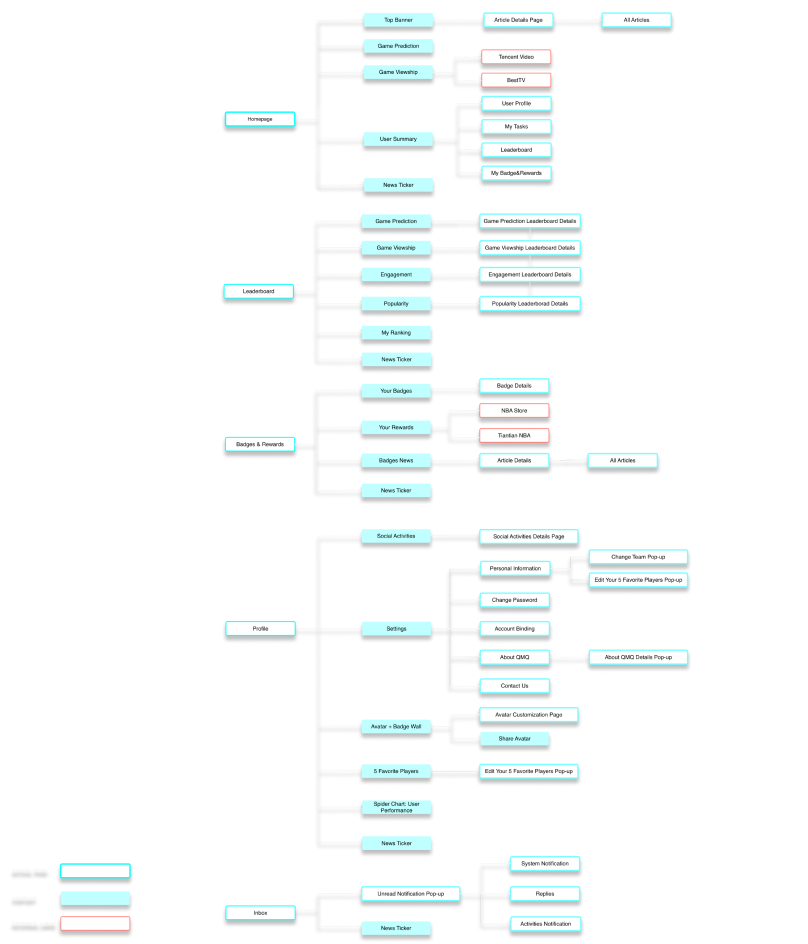 Top Banner
Article Details Page
All Articles
Game Prediction
Game Viewship
Tencent Video
BestTV
Homepage
User Summary
User Profile
My Tasks
Leaderboard
My Badge&Rewards
News Ticker
Leaderboard
Game Prediction
Game Prediction Leaderboard Details
Game Viewship
Game Viewship Leaderboard Details
Engagement
Engagement Leaderboard Details
Popularity
Popularity Leaderborad Details
My Ranking
News Ticker
Badges & Rewards
Your Badges
Badge Details
Your Rewards
NBA Store
Tiantian NBA
Badges News
Article Details
All Articles
News Ticker
Profile
Social Activities
Social Activities Details Page
Settings
Personal Information
Change Team Pop-up
Edit Your 5 Favorite Players Pop-up
Change Password
Account Binding
About QMQ
About QMQ Details Pop-up
Contact Us
Avatar + Badge Wall
Avatar Customization Page
Share Avatar
5 Favorite Players
Edit Your 5 Favorite Players Pop-up
Spider Chart: User
Performance
News Ticker
Inbox
Unread Notification Pop-up
System Notification
Replies
Activities Notification
News Ticker